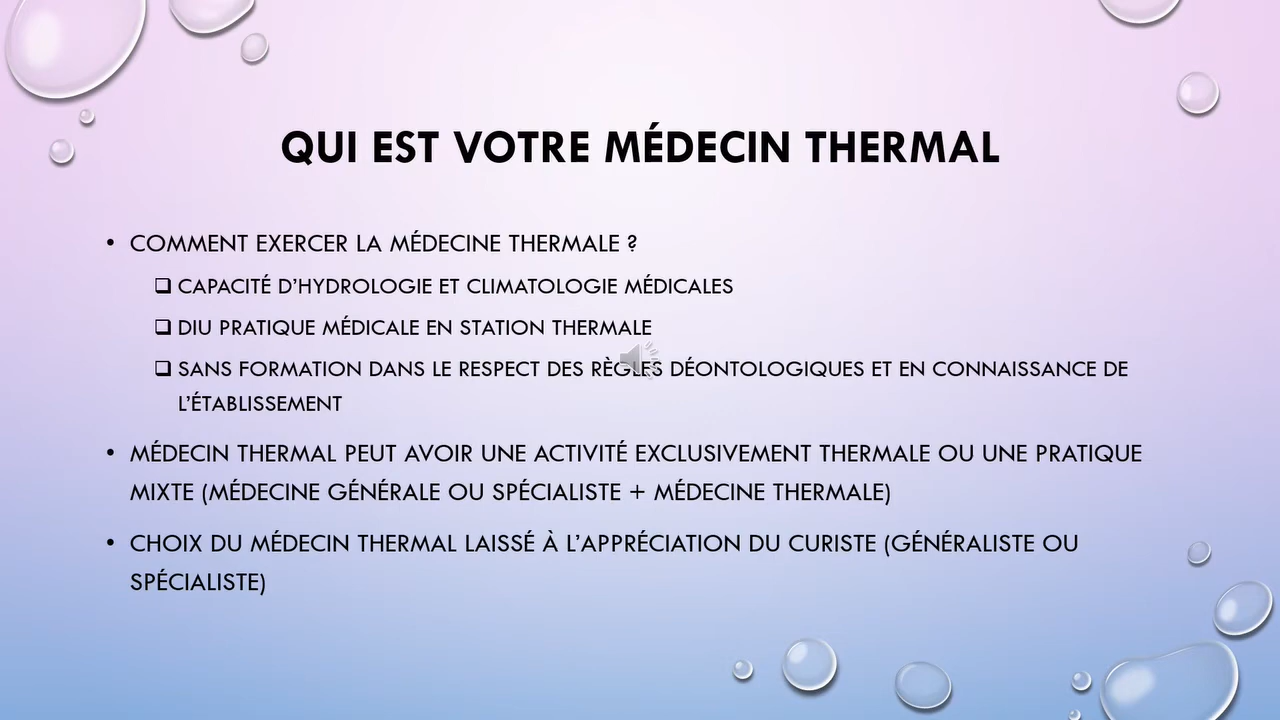 QUI EST VOTRE MÉDECIN THERMAL
• COMMENT EXERCER LA MÉDECINE THERMALE ?
❑ CAPACITÉ D’HYDROLOGIE ET CLIMATOLOGIE MÉDICALES
❑ DIU PRATIQUE MÉDICALE EN STATION THERMALE
❑ SANS FORMATION DANS LE RESPECT DES RÈGLES DÉONTOLOGIQUES ET EN CONNAISSANCE DE
L’ÉTABLISSEMENT
• MÉDECIN THERMAL PEUT AVOIR UNE ACTIVITÉ EXCLUSIVEMENT THERMALE OU UNE PRATIQUE
MIXTE (MÉDECINE GÉNÉRALE OU SPÉCIALISTE + MÉDECINE THERMALE)
• CHOIX DU MÉDECIN THERMAL LAISSÉ À L’APPRÉCIATION DU CURISTE (GÉNÉRALISTE OU
SPÉCIALISTE)